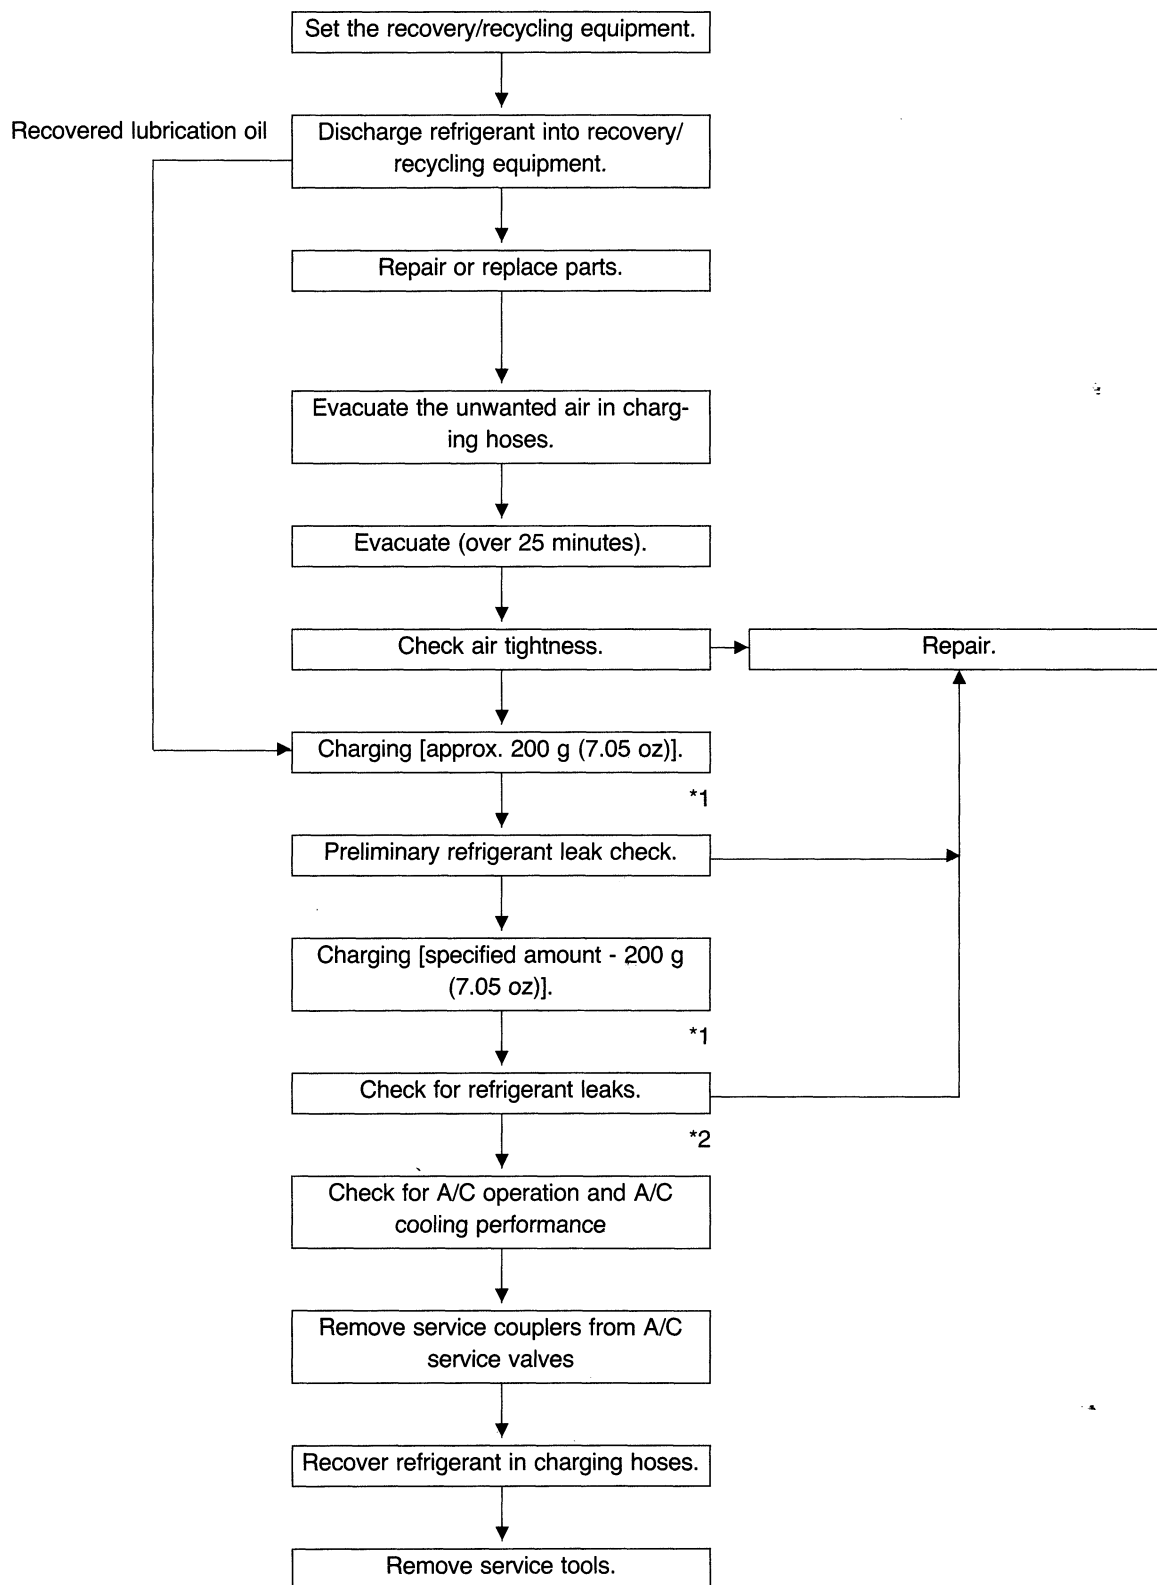 Set the recovery/recycling equipment.
Recovered lubrication oil
Discharge refrigerant into recovery/
recycling equipment.
Repair or replace parts.
Evacuate the unwanted air in charg-
ing hoses.
Evacuate (over 25 minutes).
Check air tightness.
Repair.
Charging [approx. 200 g (7.05 oz)].
*1
Preliminary refrigerant leak check.
Charging [specified amount - 200 g
(7.05 oz)].
*1
Check for refrigerant leaks.
*2
Check for A/C operation and A/C
cooling performance
Remove service couplers from A/C
service valves
Recover refrigerant in charging hoses.
Remove service tools.